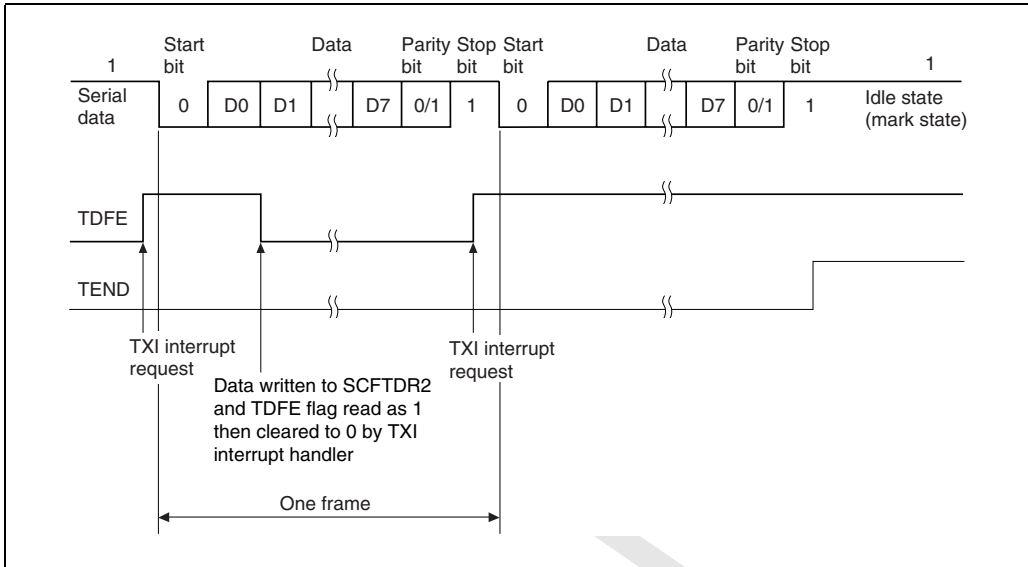 Start bit Data Parity bit Stop bit Start bit Data Parity bit Stop bit
1 1
Serial data 0 D0 D1 D7 0/1 1 0 D0 D1 D7 0/1 1 Idle state (mark state)
TDFE
TEND
TXI interrupt request
TXI interrupt request
Data written to SCFTDR2
and TDFE flag read as 1
then cleared to 0 by TXI
interrupt handler
One frame